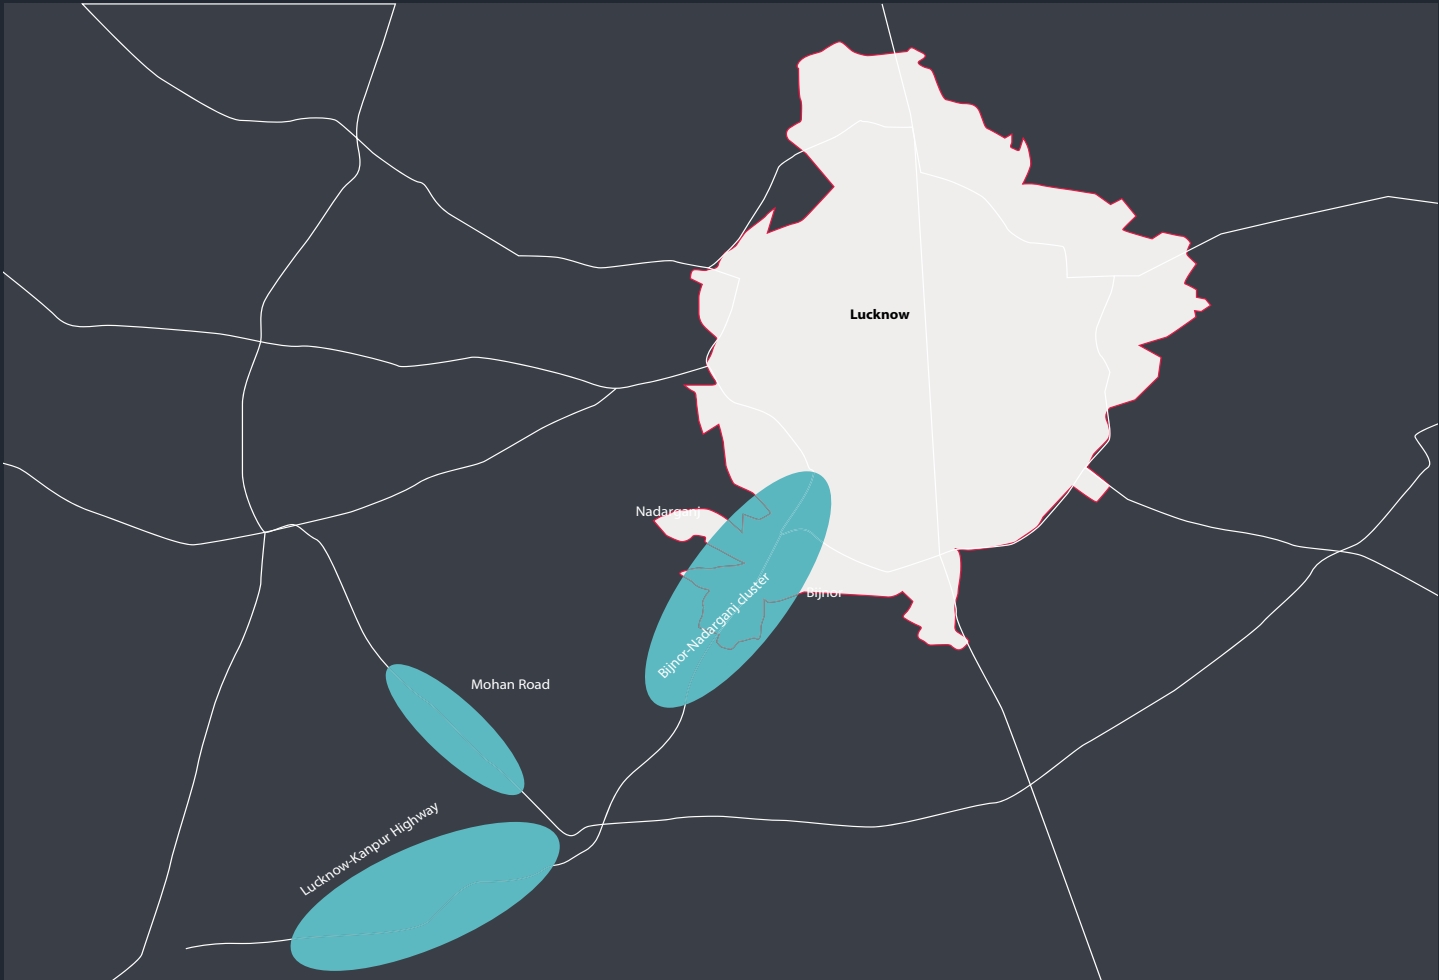 Lucknow
Nadarganj
Bijnor
Bijnor-Nadarganj cluster
Mohan Road
Lucknow-Kanpur Highway